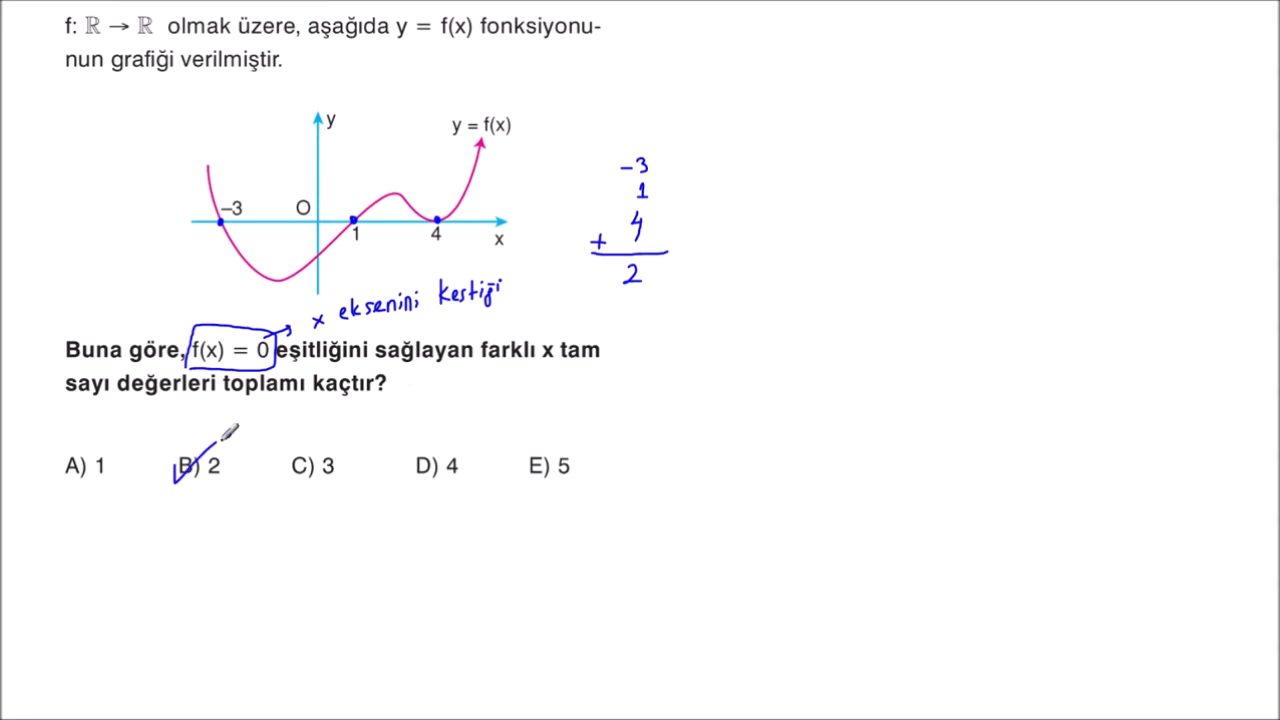 f: ℝ → ℝ olmak üzere, aşağıda y = f(x) fonksiyonu-
nun grafiği verilmiştir.
y
y = f(x)
–3
O
1
4
x
–3
1
4
+
2
x eksenini kestiği
Buna göre, f(x) = 0 eşitliğini sağlayan farklı x tam
sayı değerleri toplamı kaçtır?
A) 1 B) 2 C) 3 D) 4 E) 5